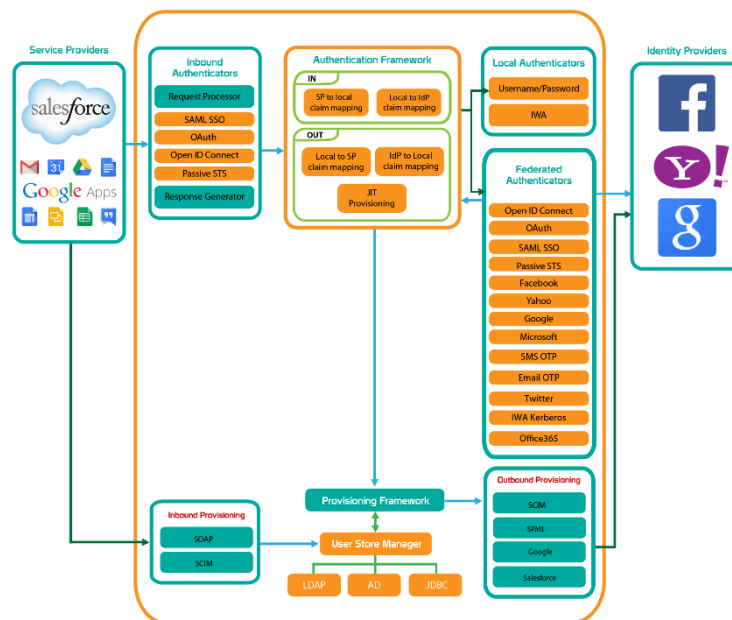 Service Providers
salesforce
Google Apps
Inbound
Authenticators
Request Processor
SAML SSO
OAuth
Open ID Connect
Passive STS
Response Generator
Authentication Framework
IN
SP to local
claim mapping
Local to IdP
claim mapping
OUT
Local to SP
claim mapping
IdP to Local
claim mapping
JIT
Provisioning
Local Authenticators
Username/Password
IWA
Federated
Authenticators
Open ID Connect
OAuth
SAML SSO
Passive STS
Facebook
Yahoo
Google
Microsoft
SMS OTP
Email OTP
Twitter
IWA Kerberos
Office365
Identity Providers
f
Y!
g
Inbound Provisioning
SOAP
SCIM
Provisioning Framework
User Store Manager
LDAP
AD
JDBC
Outbound Provisioning
SCIM
SPML
Google
Salesforce